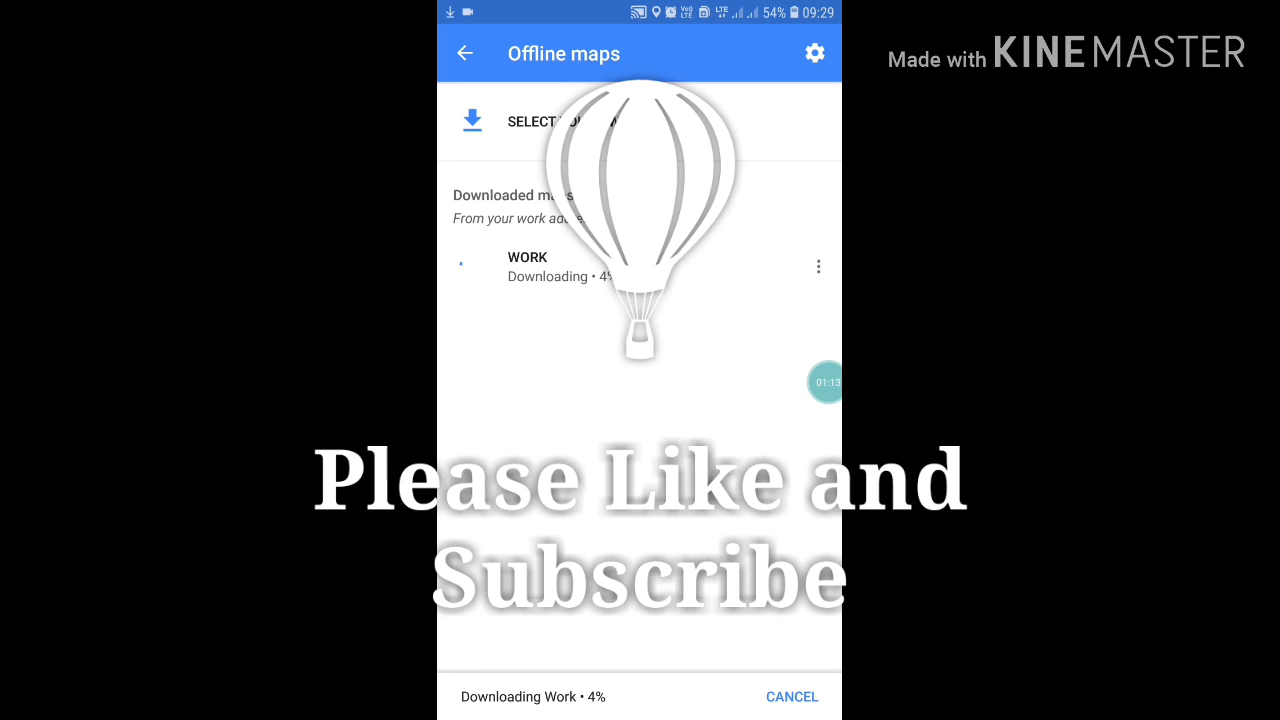 54% 09:29
Made with KINEMASTER
Offline maps
SELECT
Downloaded maps
From your work
WORK
Downloading • 4%
01:13
Please Like and
Subscribe
Downloading Work • 4%
CANCEL